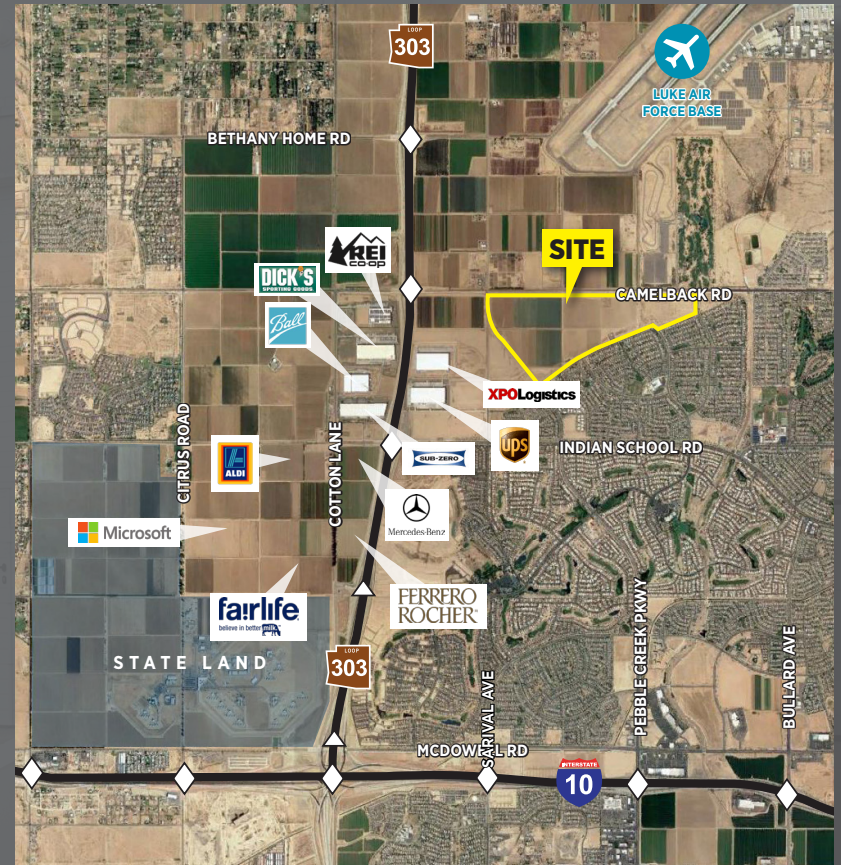 LOOP
303
LUKE AIR
FORCE BASE
BETHANY HOME RD
REI
CO·OP
SITE
DICK'S
SPORTING GOODS
CAMELBACK RD
Ball
XPOLogistics
CITRUS ROAD
COTTON LANE
ups
INDIAN SCHOOL RD
SUB-ZERO
ALDI
Mercedes-Benz
Microsoft
FERRERO
ROCHER
fa!rlife
believe in better milk.
PEBBLE CREEK PKWY
BULLARD AVE
LOOP
303
STATE LAND
SARIVAL AVE
MCDOWELL RD
INTERSTATE
10